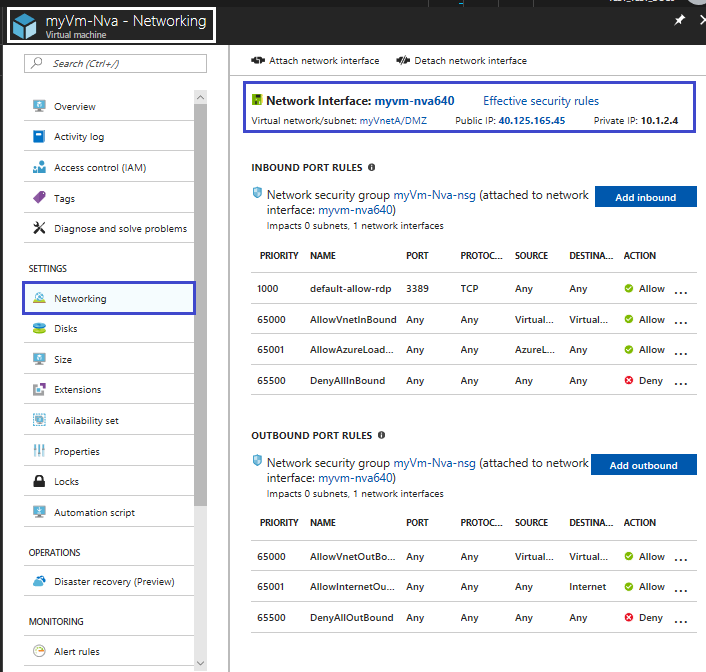 myVm-Nva - Networking
Virtual machine
Search (Ctrl+/)
Overview
Activity log
Access control (IAM)
Tags
Diagnose and solve problems
SETTINGS
Networking
Disks
Size
Extensions
Availability set
Properties
Locks
Automation script
OPERATIONS
Disaster recovery (Preview)
MONITORING
Alert rules
Attach network interface Detach network interface
Network Interface: myvm-nva640 Effective security rules
Virtual network/subnet: myVnetA/DMZ Public IP: 40.125.165.45 Private IP: 10.1.2.4
INBOUND PORT RULES
Network security group myVm-Nva-nsg (attached to network
interface: myvm-nva640)
Impacts 0 subnets, 1 network interfaces
Add inbound
PRIORITY NAME PORT PROTOC... SOURCE DESTINA... ACTION
1000 default-allow-rdp 3389 TCP Any Any Allow ...
65000 AllowVnetInBound Any Any Virtual... Virtual... Allow ...
65001 AllowAzureLoad... Any Any AzureL... Any Allow ...
65500 DenyAllInBound Any Any Any Any Deny ...
OUTBOUND PORT RULES
Network security group myVm-Nva-nsg (attached to network
interface: myvm-nva640)
Impacts 0 subnets, 1 network interfaces
Add outbound
PRIORITY NAME PORT PROTOC... SOURCE DESTINA... ACTION
65000 AllowVnetOutBo... Any Any Virtual... Virtual... Allow ...
65001 AllowInternetOu... Any Any Any Internet Allow ...
65500 DenyAllOutBound Any Any Any Any Deny ...